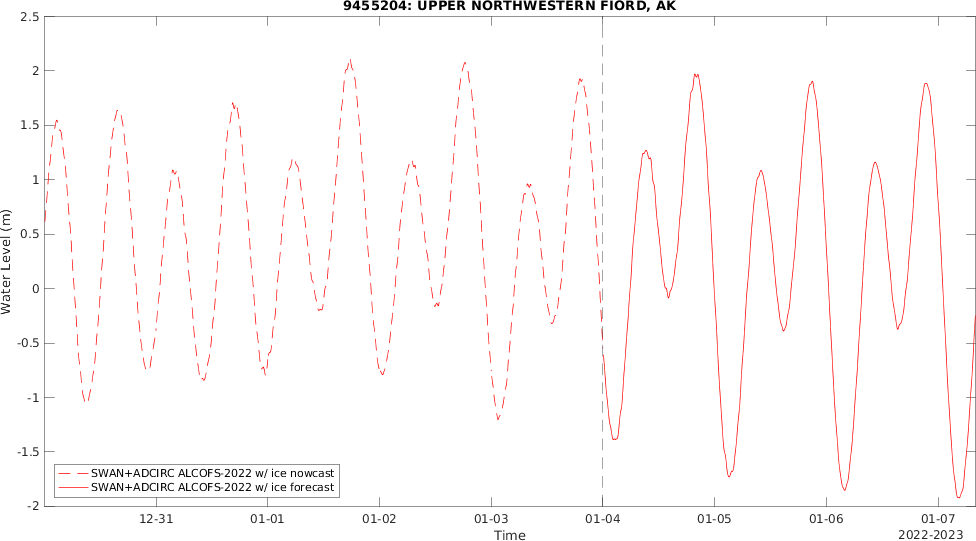 9455204: UPPER NORTHWESTERN FIORD, AK
2.5
2
1.5
1
0.5
0
-0.5
-1
-1.5
-2
Water Level (m)
SWAN+ADCIRC ALCOFS-2022 w/ ice nowcast
SWAN+ADCIRC ALCOFS-2022 w/ ice forecast
12-31 01-01 01-02 01-03 01-04 01-05 01-06 01-07
Time
2022-2023